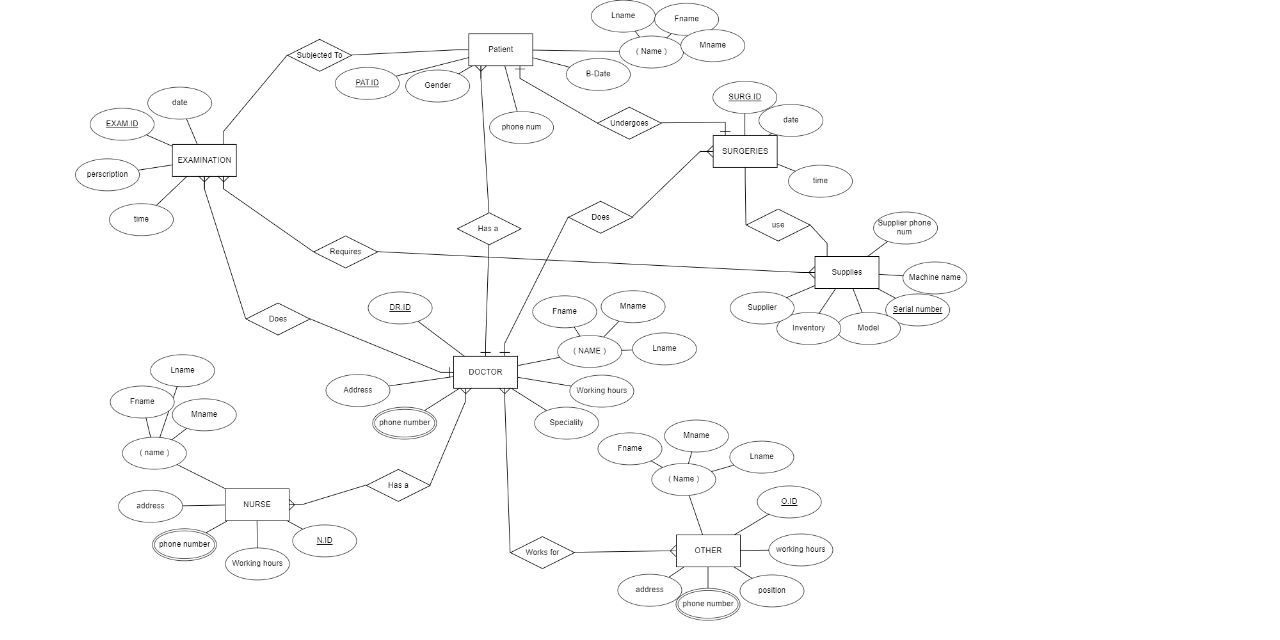 Lname
Fname
Mname
( Name )
Patient
Subjected To
PAT.ID
Gender
B-Date
phone num
SURG.ID
date
Undergoes
SURGERIES
time
date
EXAM.ID
EXAMINATION
perscription
time
Has a
Does
use
Supplier phone
num
Requires
Supplies
Machine name
Serial number
Supplier
Inventory
Model
Does
DR.ID
Fname
Mname
( NAME )
Lname
DOCTOR
Address
Working hours
phone number
Speciality
Lname
Fname
Mname
( name )
Has a
NURSE
address
phone number
N.ID
Working hours
Fname
Mname
Lname
( Name )
O.ID
Works for
OTHER
working hours
address
phone number
position